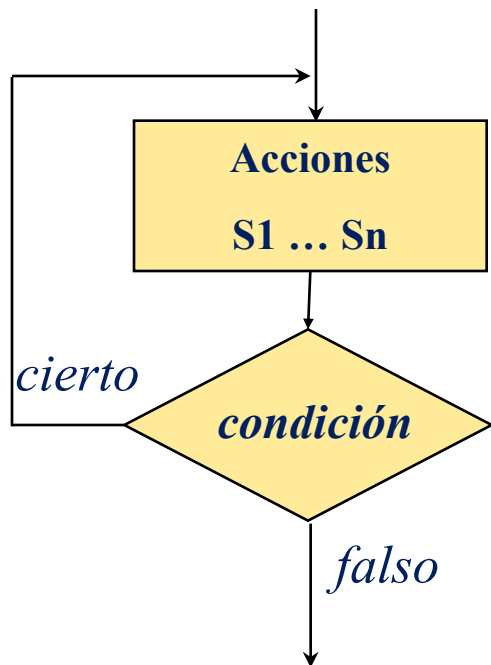 Acciones
S1 … Sn
cierto
condición
falso